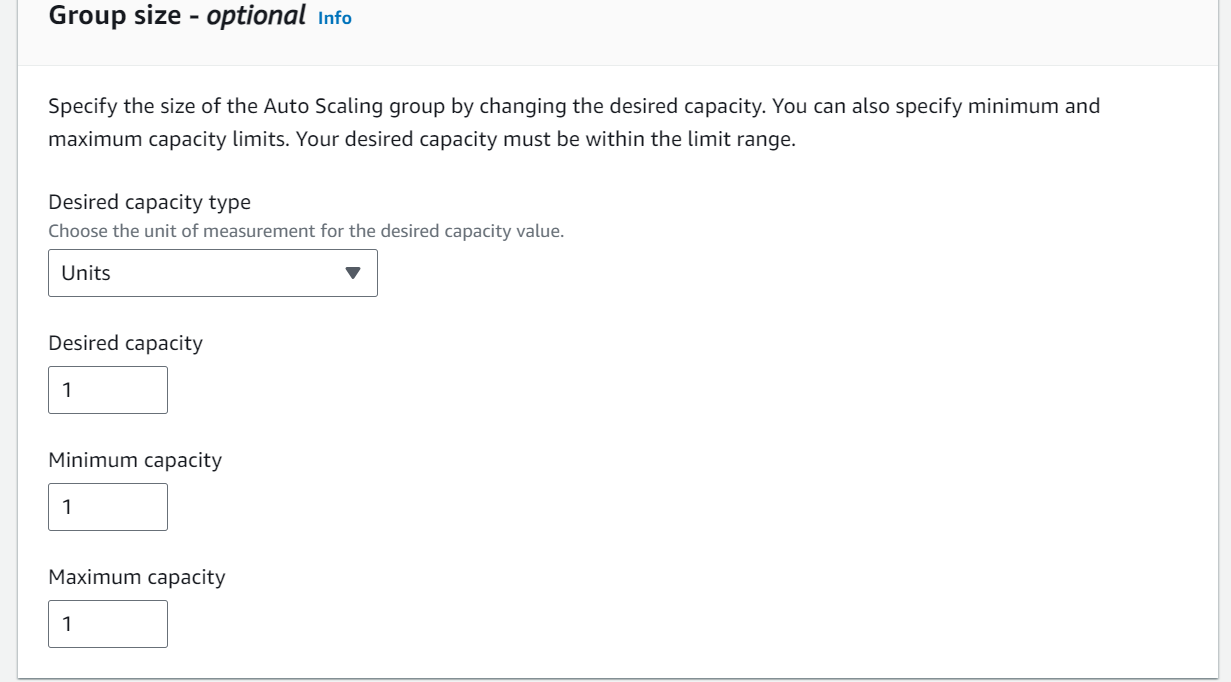 Group size - optional Info
Specify the size of the Auto Scaling group by changing the desired capacity. You can also specify minimum and
maximum capacity limits. Your desired capacity must be within the limit range.
Desired capacity type
Choose the unit of measurement for the desired capacity value.
Units
Desired capacity
1
Minimum capacity
1
Maximum capacity
1